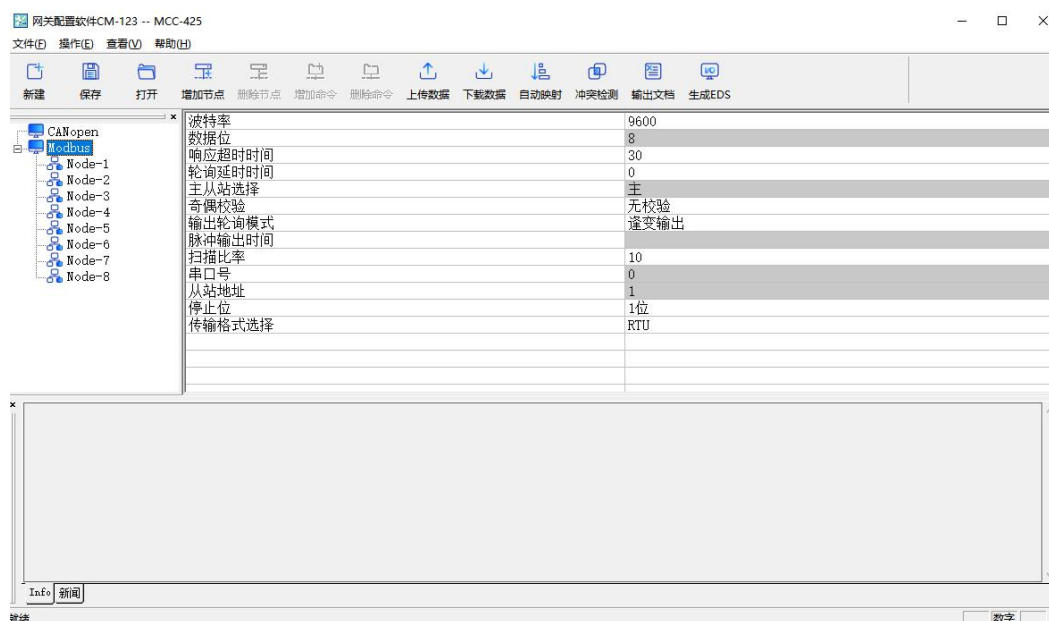 网关配置软件CM-123 -- MCC-425
文件(F) 操作(E) 查看(V) 帮助(H)
新建 保存 打开 增加节点 删除节点 增加命令 删除命令 上传数据 下载数据 自动映射 冲突检测 输出文档 生成EDS
CANopen
Modbus
Node-1
Node-2
Node-3
Node-4
Node-5
Node-6
Node-7
Node-8
波特率 9600
数据位 8
响应超时时间 30
轮询延时时间 0
主从站选择 主
奇偶校验 无校验
输出轮询模式 逢变输出
脉冲输出时间
扫描比率 10
串口号 0
从站地址 1
停止位 1位
传输格式选择 RTU
Info 新闻
就绪 数字